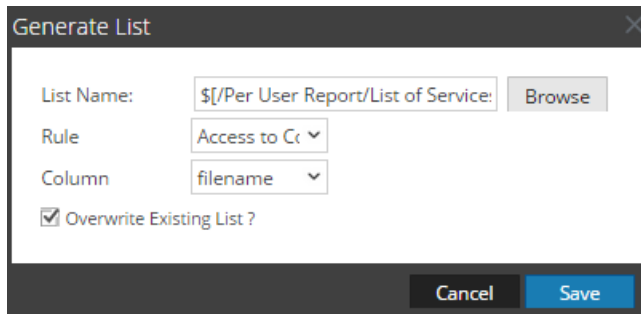 Generate List
List Name: $[/Per User Report/List of Service Browse
Rule Access to Co
Column filename
Overwrite Existing List ?
Cancel Save